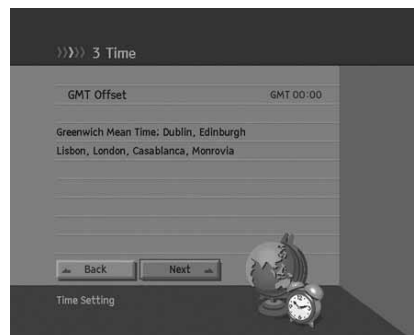 3 Time
GMT Offset GMT 00:00
Greenwich Mean Time: Dublin, Edinburgh
Lisbon, London, Casablanca, Monrovia
Back Next
Time Setting